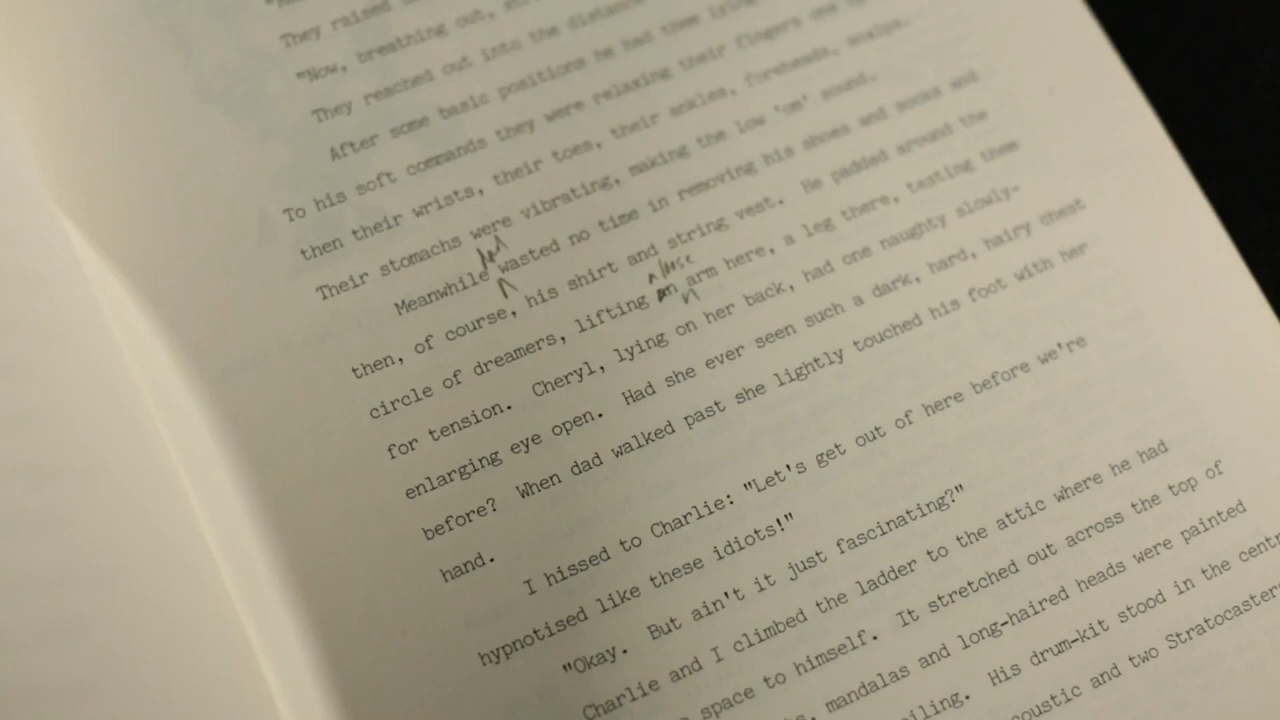 They raised
"Now, breathing out,
They reached out into the distance
After some basic positions he had them lying
To his soft commands they were relaxing their fingers one
then their wrists, their toes, their ankles, foreheads, scalps.
Their stomachs were vibrating, making the low 'om' sound.
Meanwhile dad wasted no time in removing his shoes and socks and
then, of course, his shirt and string vest. He padded around the
circle of dreamers, lifting an a loose arm here, a leg there, testing them
for tension. Cheryl, lying on her back, had one naughty slowly-
enlarging eye open. Had she ever seen such a dark, hard, hairy chest
before? When dad walked past she lightly touched his foot with her
hand.
I hissed to Charlie: "Let's get out of here before we're
hypnotised like these idiots!"
"Okay. But ain't it just fascinating?"
Charlie and I climbed the ladder to the attic where he had
space to himself. It stretched out across the top of
mandalas and long-haired heads were painted
His drum-kit stood in the
and two